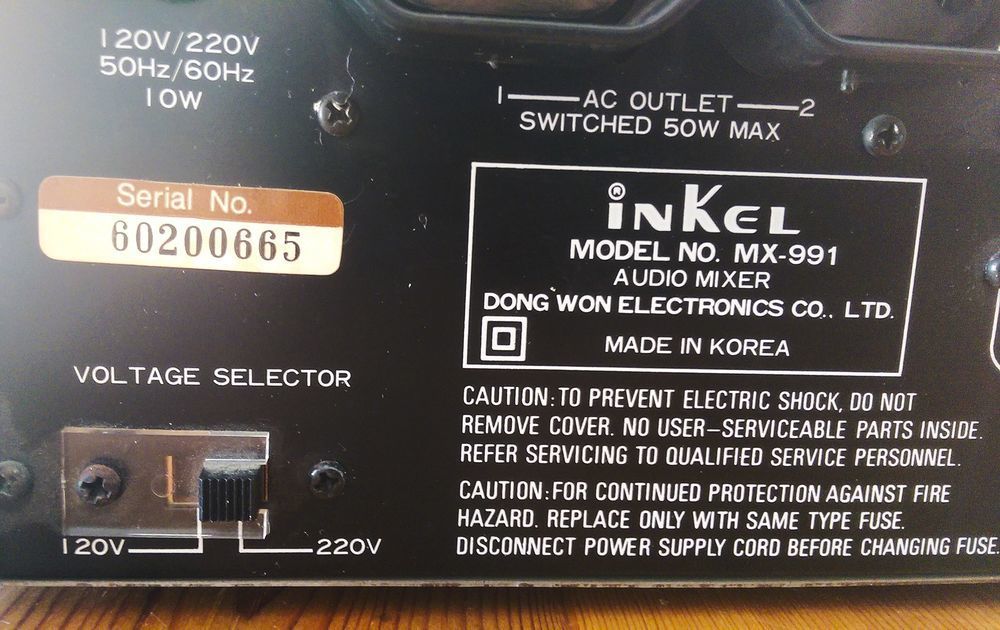 120V/220V
50Hz/60Hz
10W
1 AC OUTLET 2
SWITCHED 50W MAX
Serial No.
60200665
® inKEL
MODEL NO. MX-991
AUDIO MIXER
DONG WON ELECTRONICS CO., LTD.
MADE IN KOREA
VOLTAGE SELECTOR
120V 220V
CAUTION: TO PREVENT ELECTRIC SHOCK, DO NOT
REMOVE COVER. NO USER-SERVICEABLE PARTS INSIDE.
REFER SERVICING TO QUALIFIED SERVICE PERSONNEL.
CAUTION: FOR CONTINUED PROTECTION AGAINST FIRE
HAZARD. REPLACE ONLY WITH SAME TYPE FUSE.
DISCONNECT POWER SUPPLY CORD BEFORE CHANGING FUSE.